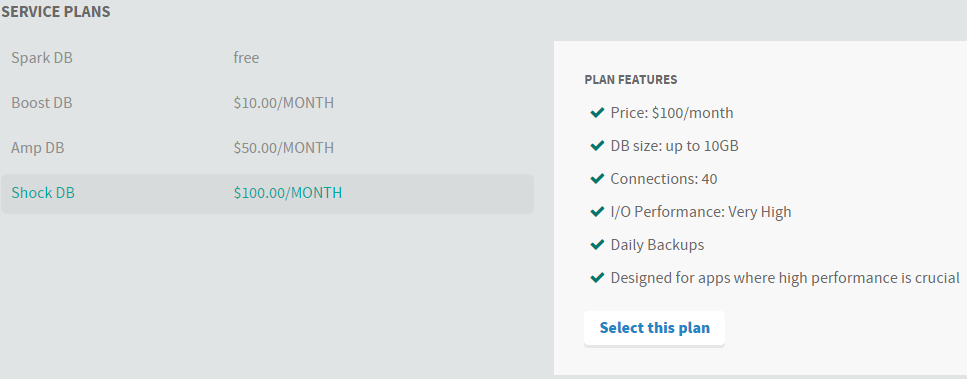 SERVICE PLANS
Spark DB free
Boost DB $10.00/MONTH
Amp DB $50.00/MONTH
Shock DB $100.00/MONTH
PLAN FEATURES
Price: $100/month
DB size: up to 10GB
Connections: 40
I/O Performance: Very High
Daily Backups
Designed for apps where high performance is crucial
Select this plan